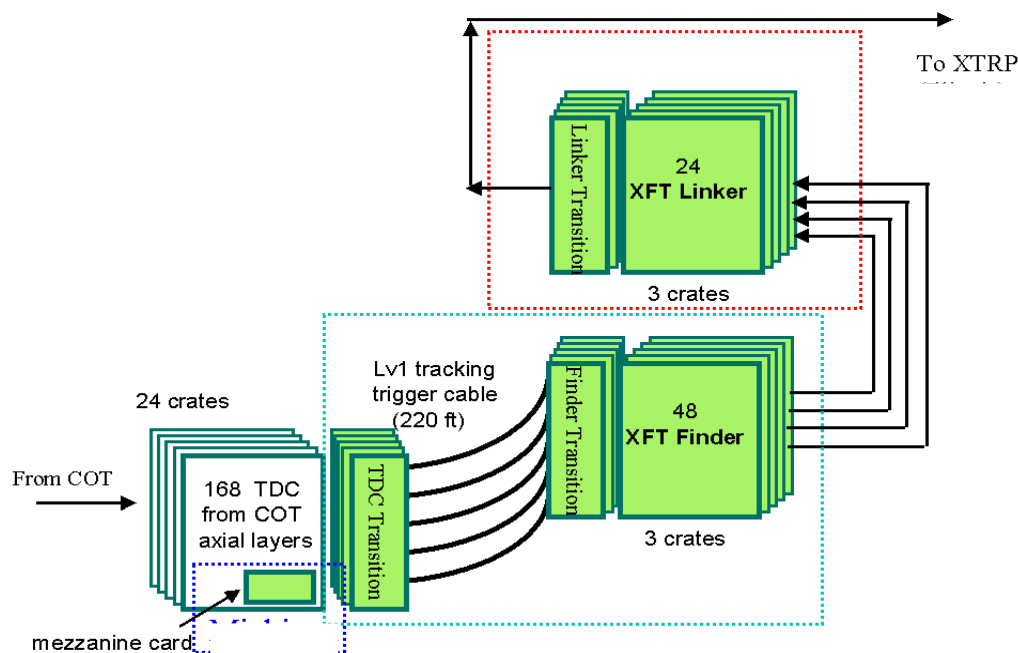 To XTRP
Linker Transition
24
XFT Linker
3 crates
Lv1 tracking
trigger cable
(220 ft)
24 crates
Finder Transition
48
XFT Finder
From COT
168 TDC
from COT
axial layers
TDC Transition
3 crates
mezzanine card